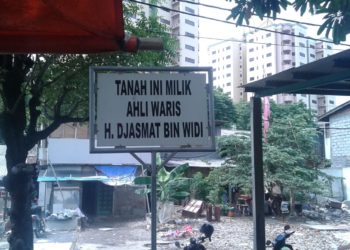 TANAH INI MILIK
AHLI WARIS
H. DJASMAT BIN WIDI